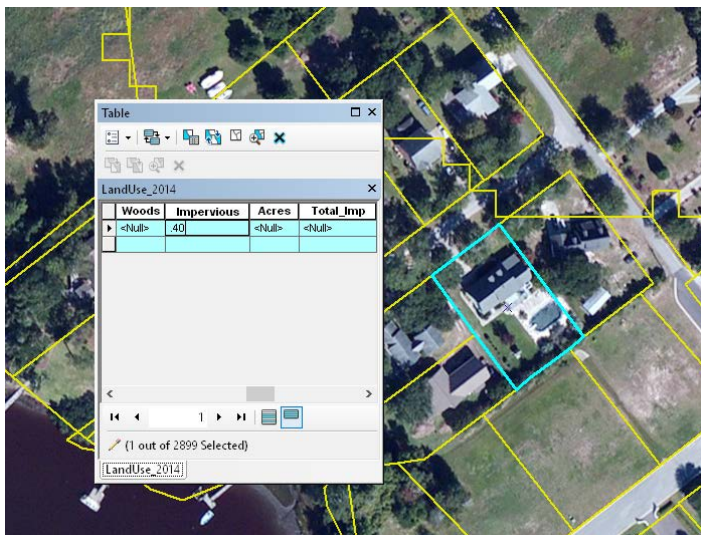 Table
LandUse_2014
Woods Impervious Acres Total_Imp
<Null> .40 <Null> <Null>
1
(1 out of 2899 Selected)
LandUse_2014